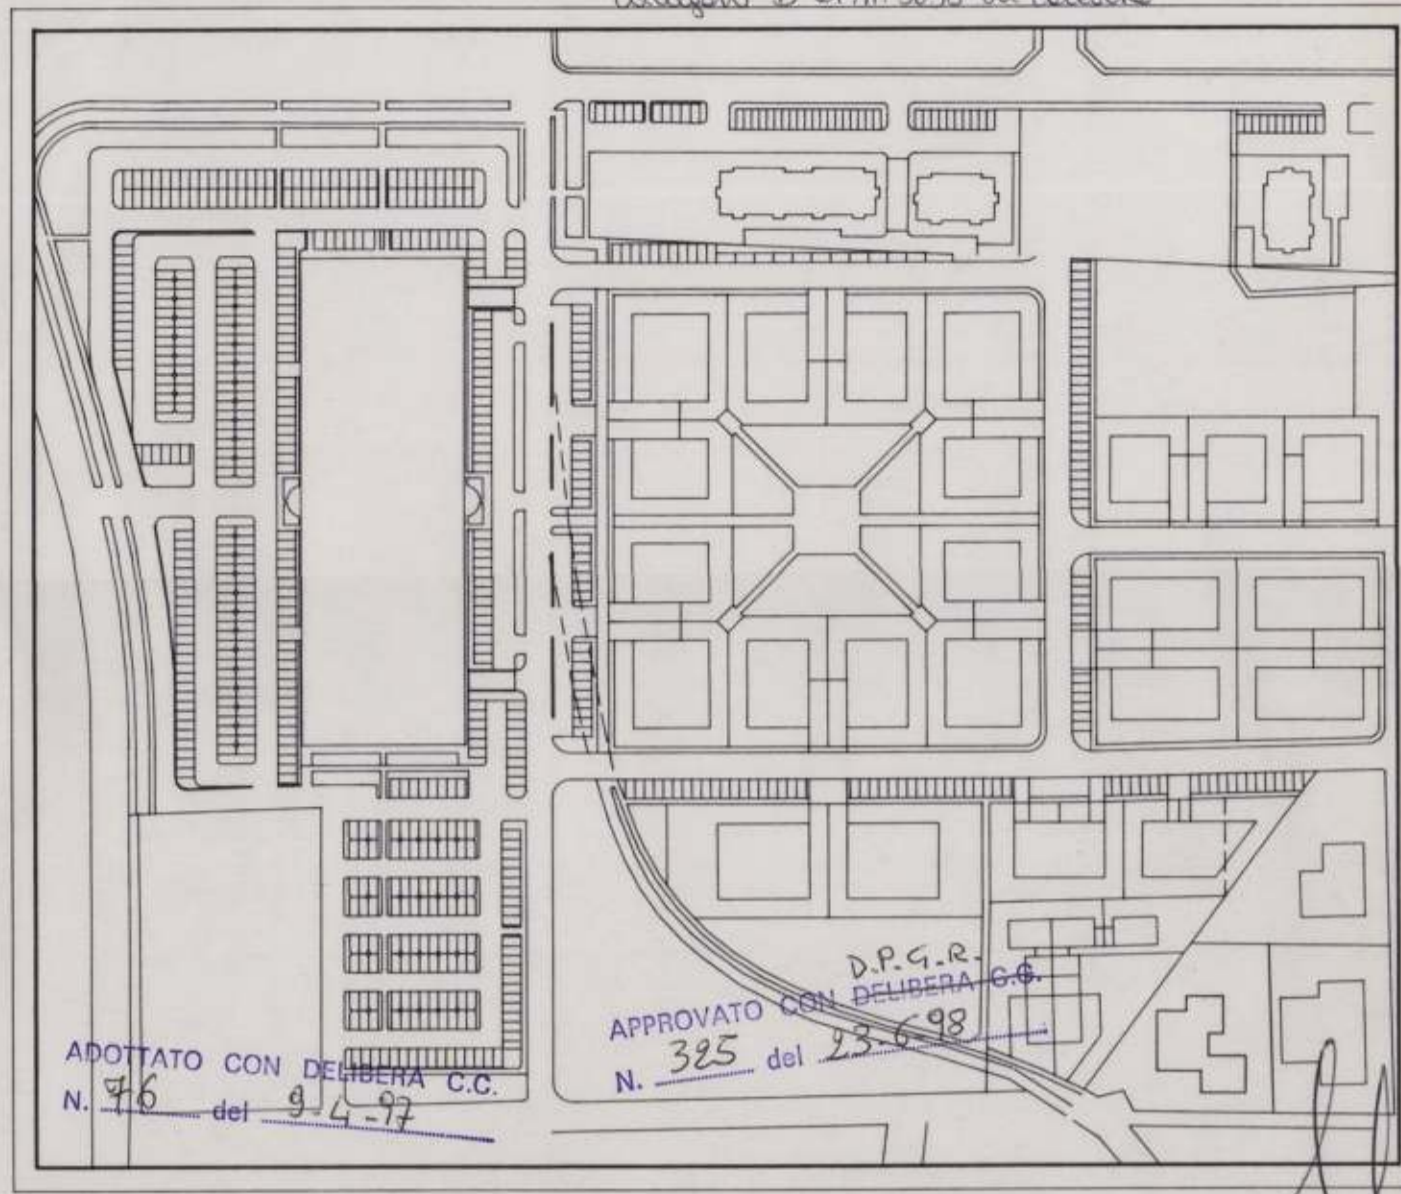 ADOTTATO CON DELIBERA C.C.
N. 76 del 9-4-97
D.P.G.R.
APPROVATO CON DELIBERA C.C.
N. 325 del 23-6-98